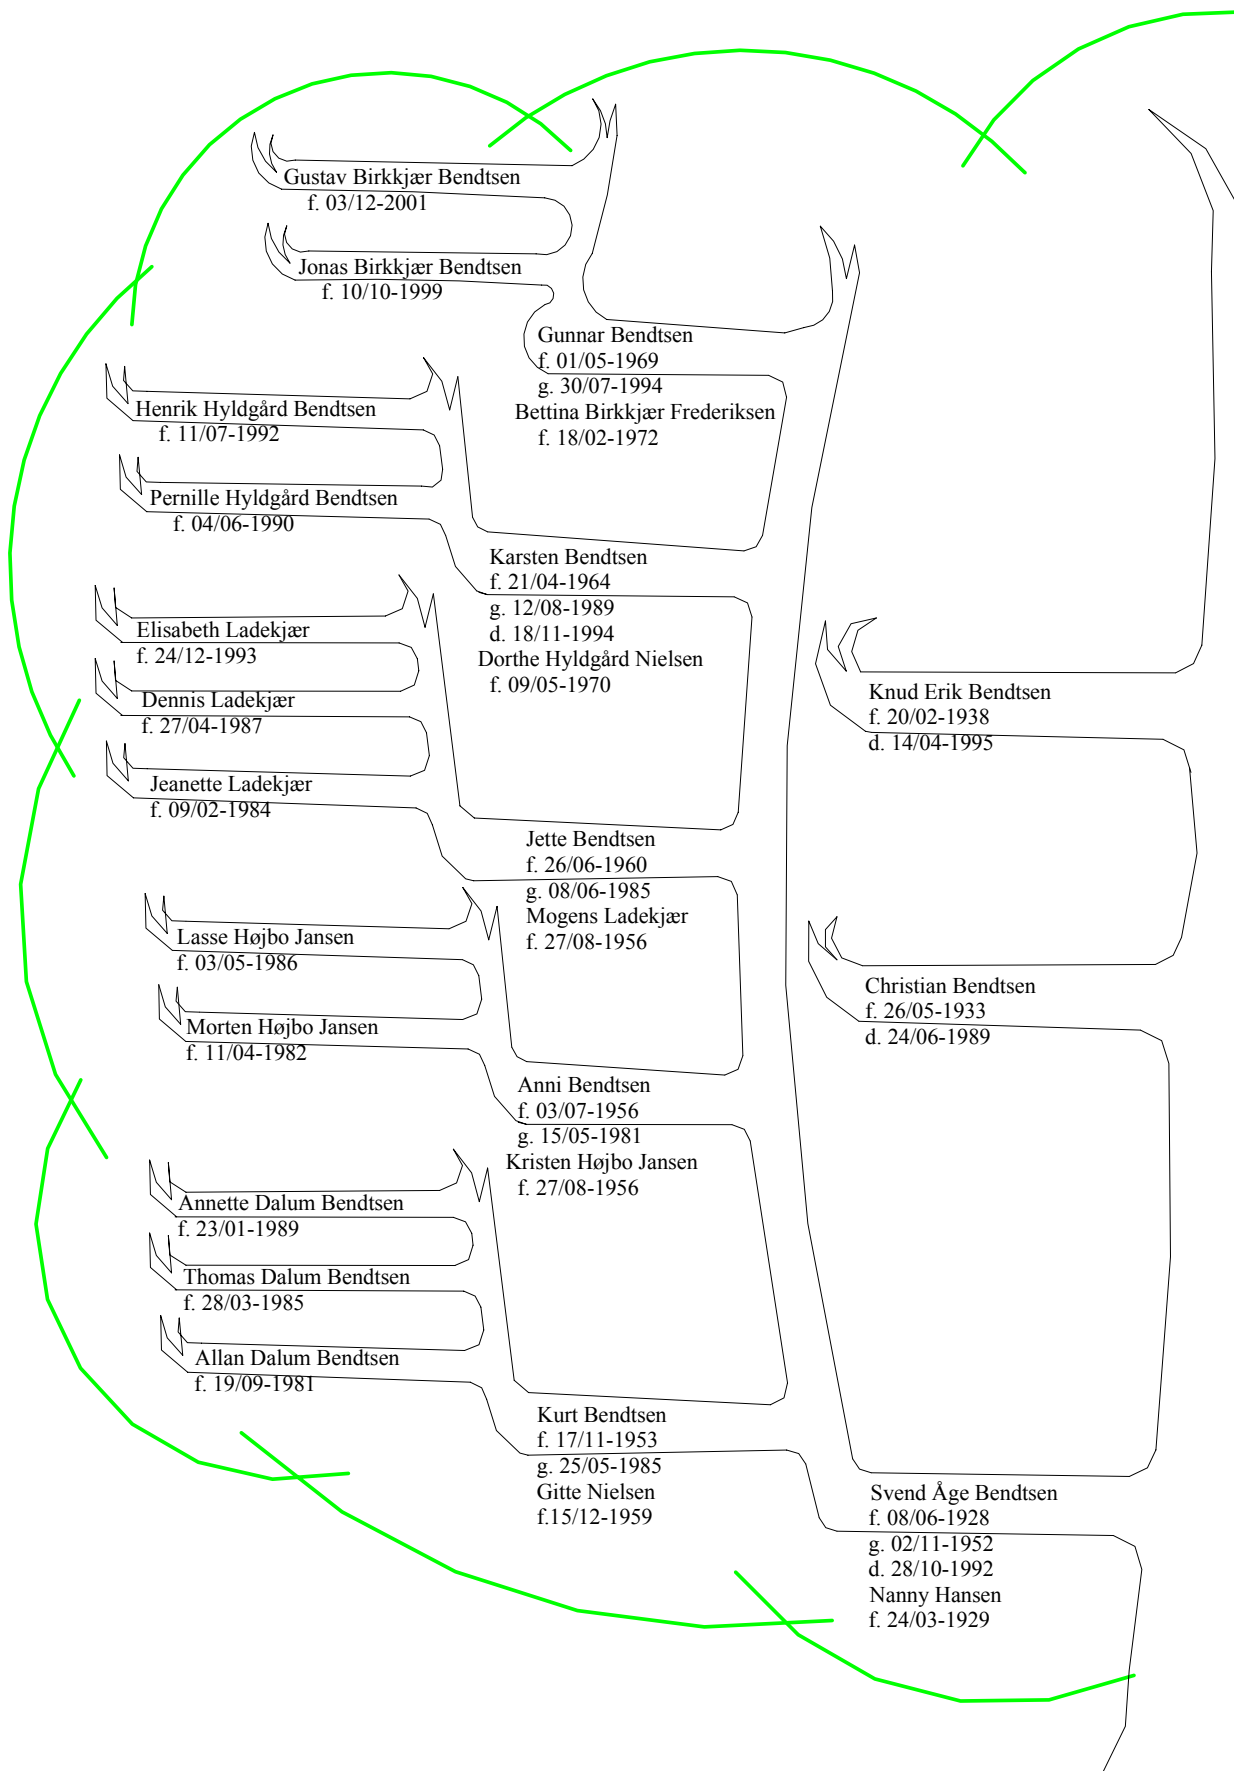 Gustav Birkkjær Bendtsen
f. 03/12-2001
Jonas Birkkjær Bendtsen
f. 10/10-1999
Gunnar Bendtsen
f. 01/05-1969
g. 30/07-1994
Bettina Birkkjær Frederiksen
f. 18/02-1972
Henrik Hyldgård Bendtsen
f. 11/07-1992
Pernille Hyldgård Bendtsen
f. 04/06-1990
Karsten Bendtsen
f. 21/04-1964
g. 12/08-1989
d. 18/11-1994
Dorthe Hyldgård Nielsen
f. 09/05-1970
Elisabeth Ladekjær
f. 24/12-1993
Dennis Ladekjær
f. 27/04-1987
Jeanette Ladekjær
f. 09/02-1984
Jette Bendtsen
f. 26/06-1960
g. 08/06-1985
Mogens Ladekjær
f. 27/08-1956
Knud Erik Bendtsen
f. 20/02-1938
d. 14/04-1995
Lasse Højbo Jansen
f. 03/05-1986
Morten Højbo Jansen
f. 11/04-1982
Anni Bendtsen
f. 03/07-1956
g. 15/05-1981
Kristen Højbo Jansen
f. 27/08-1956
Christian Bendtsen
f. 26/05-1933
d. 24/06-1989
Annette Dalum Bendtsen
f. 23/01-1989
Thomas Dalum Bendtsen
f. 28/03-1985
Allan Dalum Bendtsen
f. 19/09-1981
Kurt Bendtsen
f. 17/11-1953
g. 25/05-1985
Gitte Nielsen
f.15/12-1959
Svend Åge Bendtsen
f. 08/06-1928
g. 02/11-1952
d. 28/10-1992
Nanny Hansen
f. 24/03-1929